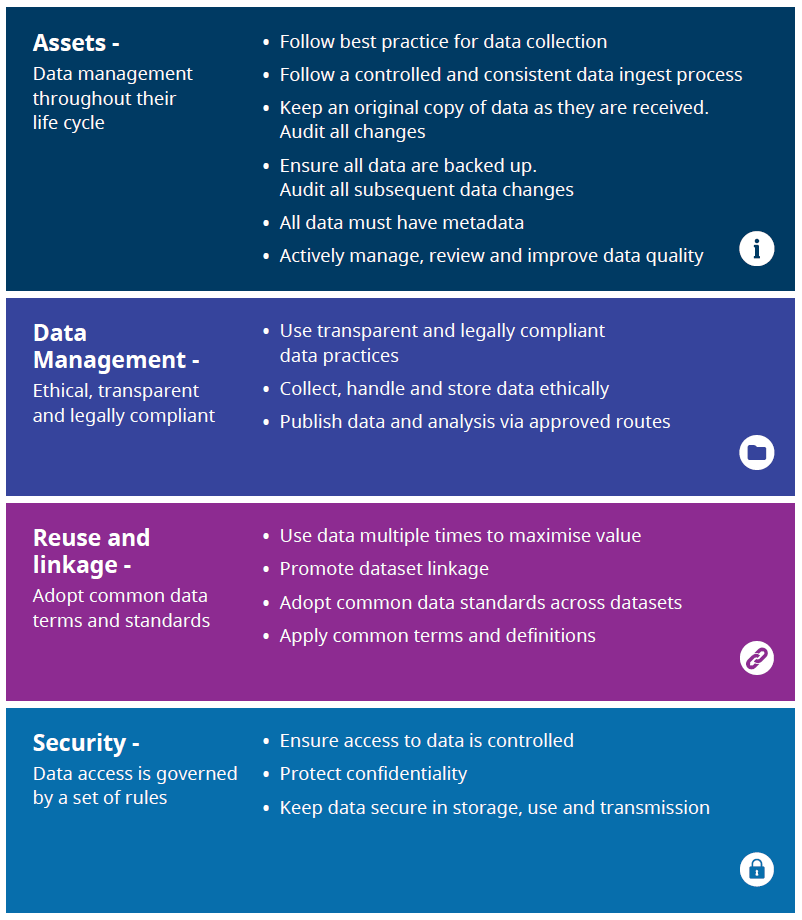 Assets -
Data management
throughout their
life cycle
• Follow best practice for data collection
• Follow a controlled and consistent data ingest process
• Keep an original copy of data as they are received.
Audit all changes
• Ensure all data are backed up.
Audit all subsequent data changes
• All data must have metadata
• Actively manage, review and improve data quality
Data
Management -
Ethical, transparent
and legally compliant
• Use transparent and legally compliant
data practices
• Collect, handle and store data ethically
• Publish data and analysis via approved routes
Reuse and
linkage -
Adopt common data
terms and standards
• Use data multiple times to maximise value
• Promote dataset linkage
• Adopt common data standards across datasets
• Apply common terms and definitions
Security -
Data access is governed
by a set of rules
• Ensure access to data is controlled
• Protect confidentiality
• Keep data secure in storage, use and transmission